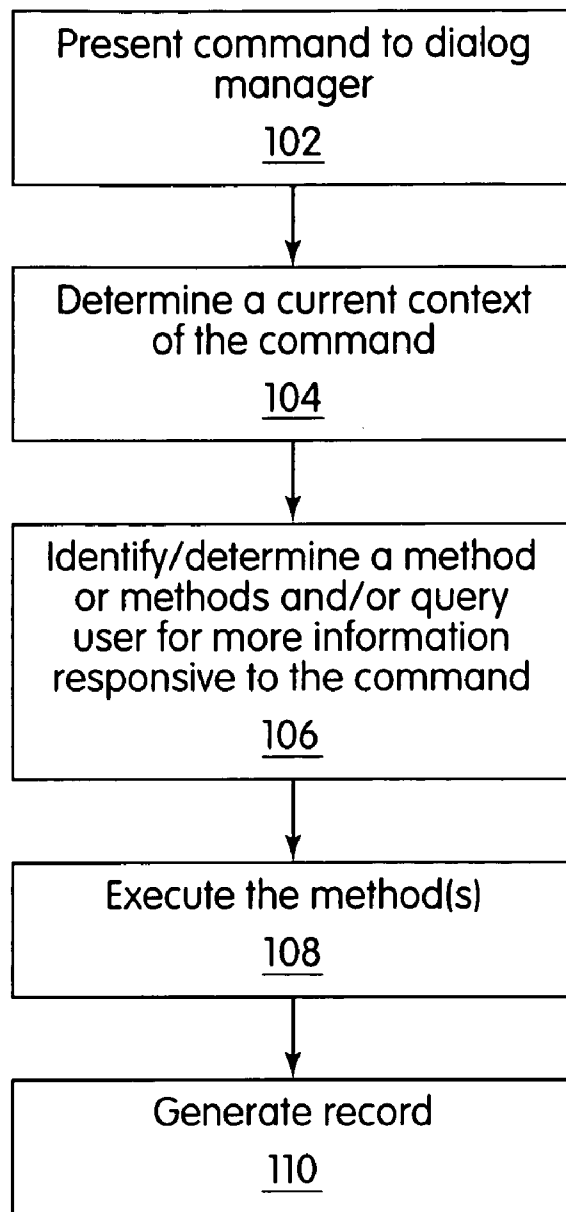 Present command to dialog
manager
102
Determine a current context
of the command
104
Identify/determine a method
or methods and/or query
user for more information
responsive to the command
106
Execute the method(s)
108
Generate record
110